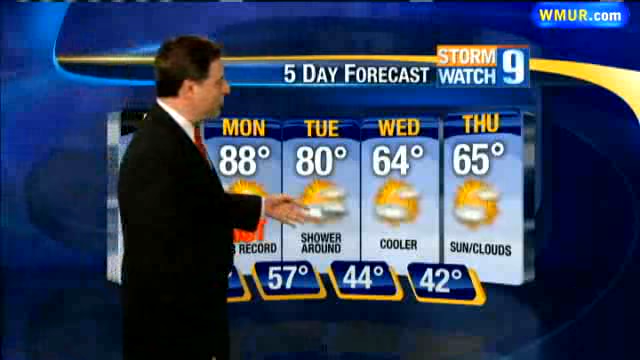 WMUR.com
5 DAY FORECAST
STORM
WATCH 9
MON TUE WED THU
88° 80° 64° 65°
RECORD SHOWER AROUND COOLER SUN/CLOUDS
57° 44° 42°